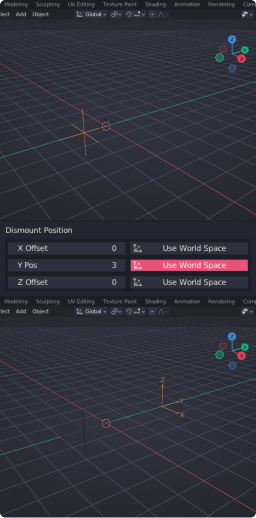 Modeling Sculpting UV Editing Texture Paint Shading Animation Rendering Com
lect Add Object Global
Z
Y
X
Dismount Position
X Offset 0 Use World Space
Y Pos 3 Use World Space
Z Offset 0 Use World Space
Modeling Sculpting UV Editing Texture Paint Shading Animation Rendering Com
lect Add Object Global
Z
Y
X
Z
Y
X